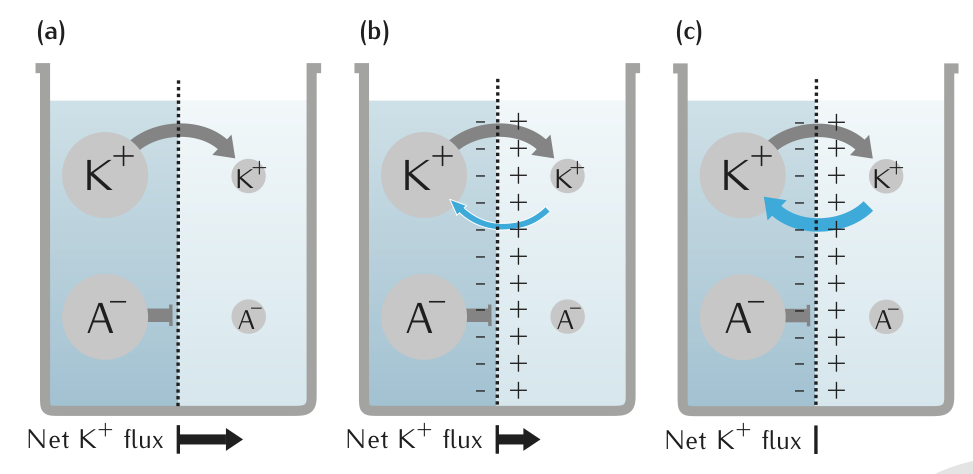 (a) (b) (c)
K⁺ K⁺ K⁺ K⁺ K⁺ K⁺
A⁻ A⁻ A⁻ A⁻ A⁻ A⁻
Net K⁺ flux Net K⁺ flux Net K⁺ flux